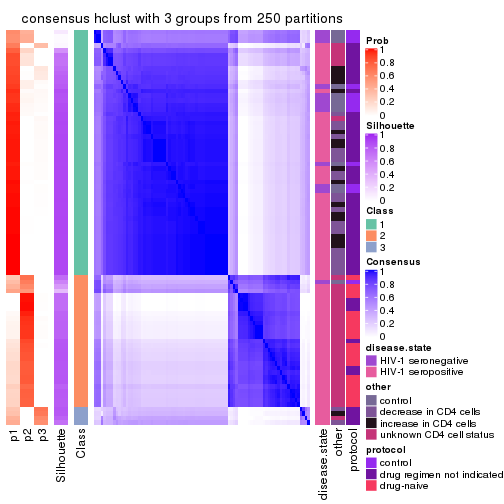 consensus hclust with 3 groups from 250 partitions
Prob
1
0.8
0.6
0.4
0.2
0
Silhouette
1
0.8
0.6
0.4
0.2
0
Class
1
2
3
Consensus
1
0.8
0.6
0.4
0.2
0
disease.state
HIV-1 seronegative
HIV-1 seropositive
other
control
decrease in CD4 cells
increase in CD4 cells
unknown CD4 cell status
protocol
control
drug regimen not indicated
drug-naive
p1
p2
p3
Silhouette
Class
disease.state
other
protocol